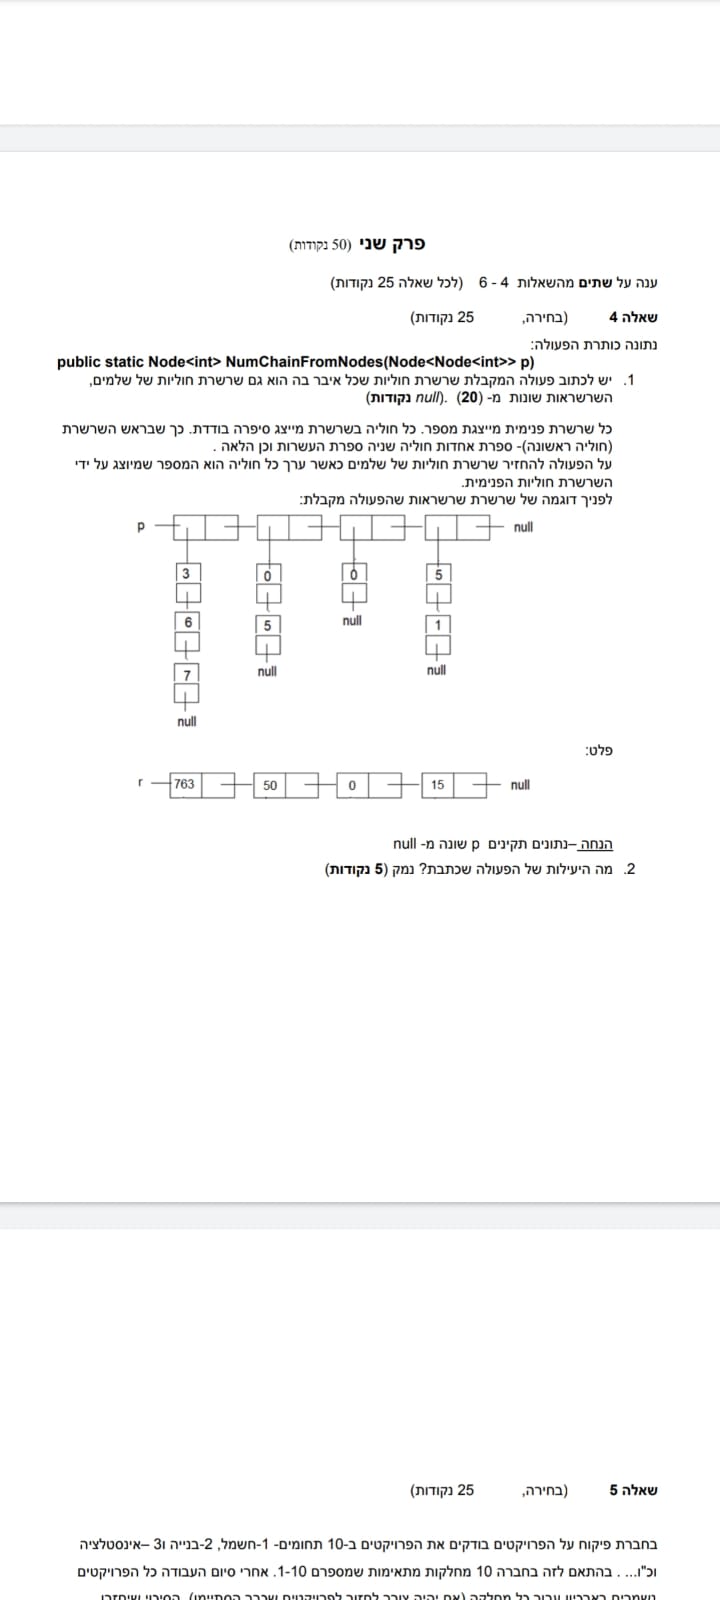 פרק שני (50 נקודות)
ענה על שתים מהשאלות 4 - 6 (לכל שאלה 25 נקודות)
שאלה 4 (בחירה, 25 נקודות)
נתונה כותרת הפעולה:
public static Node<int> NumChainFromNodes(Node<Node<int>> p)
1. יש לכתוב פעולה המקבלת שרשרת חוליות שכל איבר בה הוא גם שרשרת חוליות של שלמים,
השרשראות שונות מ- null). (20 נקודות)
כל שרשרת פנימית מייצגת מספר. כל חוליה בשרשרת מייצג סיפרה בודדת. כך שבראש השרשרת
(חוליה ראשונה)- ספרת אחדות חוליה שניה ספרת העשרות וכן הלאה .
על הפעולה להחזיר שרשרת חוליות של שלמים כאשר ערך כל חוליה הוא המספר שמיוצג על ידי
השרשרת חוליות הפנימית.
לפניך דוגמה של שרשרת שרשראות שהפעולה מקבלת:
p null
3 0 0 5
6 5 null 1
7 null null
null
פלט:
r 763 50 0 15 null
הנחה –נתונים תקינים p שונה מ- null
2. מה היעילות של הפעולה שכתבת? נמק (5 נקודות)
שאלה 5 (בחירה, 25 נקודות)
בחברת פיקוח על הפרויקטים בודקים את הפרויקטים ב-10 תחומים- 1-חשמל, 2-בנייה ו3 –אינסטלציה
וכ"ו... . בהתאם לזה בחברה 10 מחלקות מתאימות שמספרם 1-10. אחרי סיום העבודה כל הפרויקטים